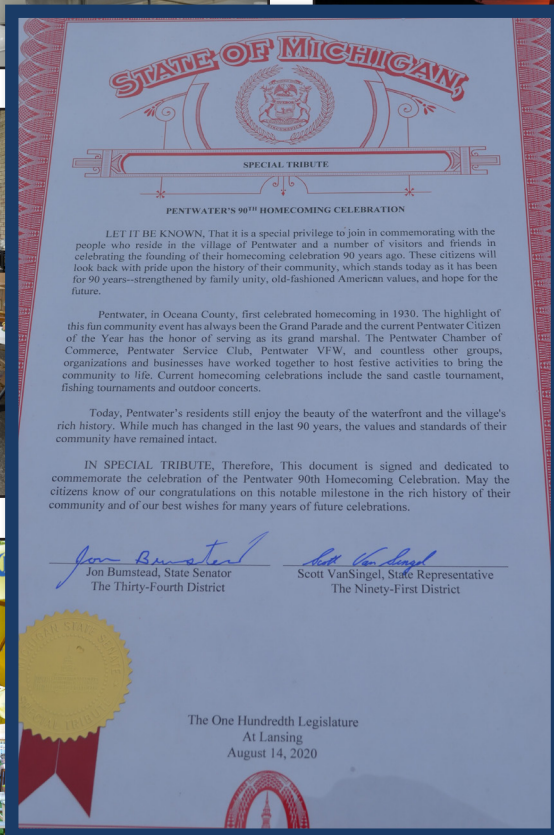 STATE OF MICHIGAN
SPECIAL TRIBUTE
PENTWATER'S 90TH HOMECOMING CELEBRATION
LET IT BE KNOWN, That it is a special privilege to join in commemorating with the
people who reside in the village of Pentwater and a number of visitors and friends in
celebrating the founding of their homecoming celebration 90 years ago. These citizens will
look back with pride upon the history of their community, which stands today as it has been
for 90 years--strengthened by family unity, old-fashioned American values, and hope for the
future.
Pentwater, in Oceana County, first celebrated homecoming in 1930. The highlight of
this fun community event has always been the Grand Parade and the current Pentwater Citizen
of the Year has the honor of serving as its grand marshal. The Pentwater Chamber of
Commerce, Pentwater Service Club, Pentwater VFW, and countless other groups,
organizations and businesses have worked together to host festive activities to bring the
community to life. Current homecoming celebrations include the sand castle tournament,
fishing tournaments and outdoor concerts.
Today, Pentwater's residents still enjoy the beauty of the waterfront and the village's
rich history. While much has changed in the last 90 years, the values and standards of their
community have remained intact.
IN SPECIAL TRIBUTE, Therefore, This document is signed and dedicated to
commemorate the celebration of the Pentwater 90th Homecoming Celebration. May the
citizens know of our congratulations on this notable milestone in the rich history of their
community and of our best wishes for many years of future celebrations.
Jon Bumstead Scott VanSingel
Jon Bumstead, State Senator Scott VanSingel, State Representative
The Thirty-Fourth District The Ninety-First District
The One Hundredth Legislature
At Lansing
August 14, 2020